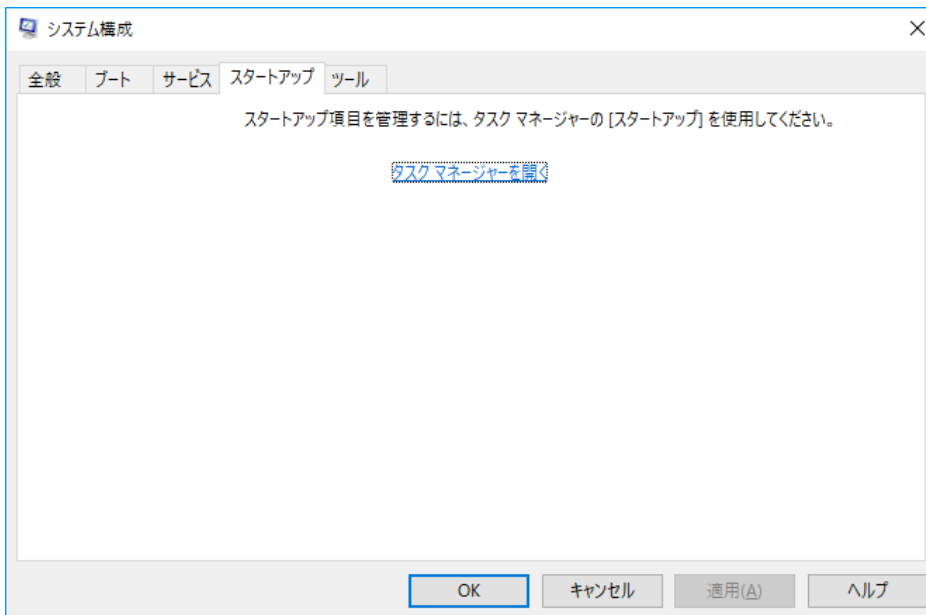 システム構成
全般 ブート サービス スタートアップ ツール
スタートアップ項目を管理するには、タスク マネージャーの [スタートアップ] を使用してください。
タスク マネージャーを開く
OK キャンセル 適用(A) ヘルプ